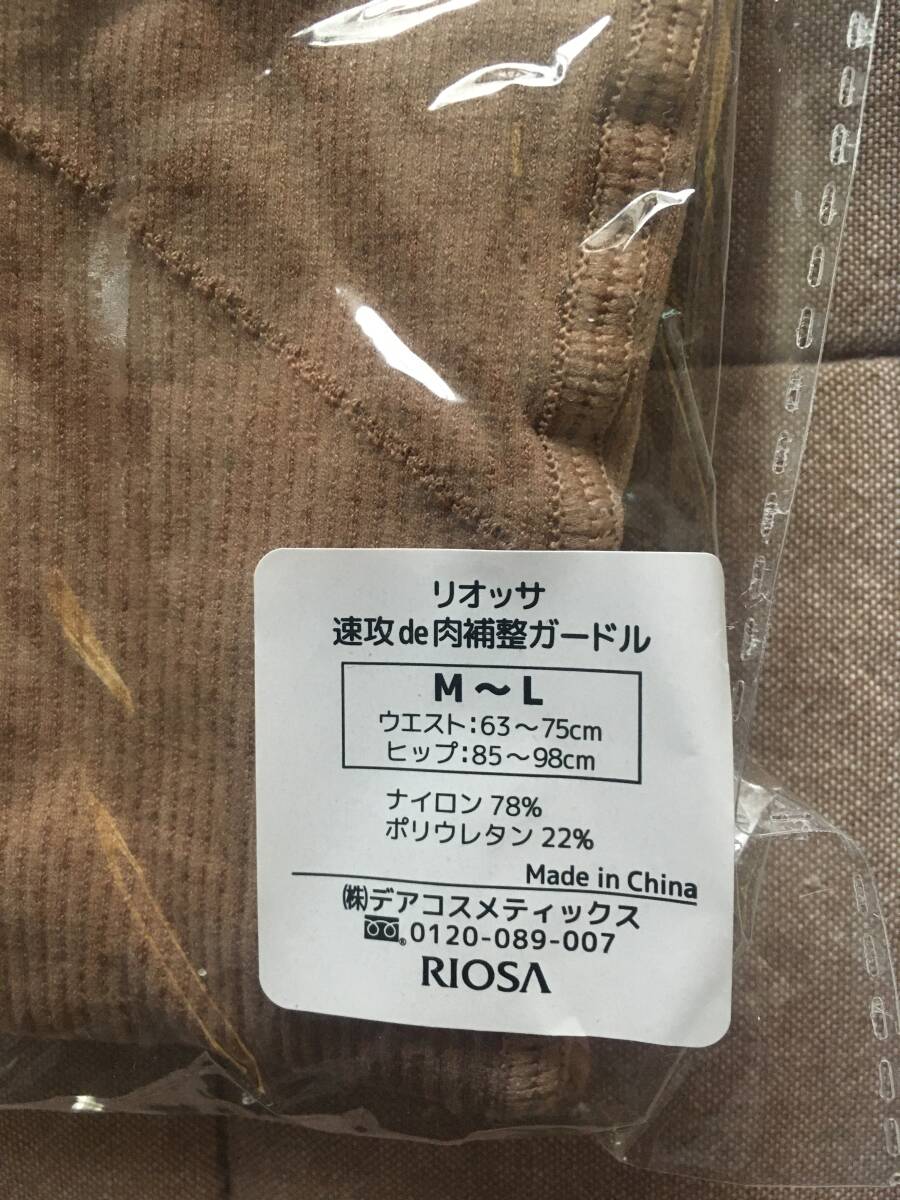 リオッサ
速攻de肉補整ガードル
M～L
ウエスト:63～75cm
ヒップ:85～98cm
ナイロン 78%
ポリウレタン 22%
Made in China
㈱デアコスメティックス
0120-089-007
RIOSA